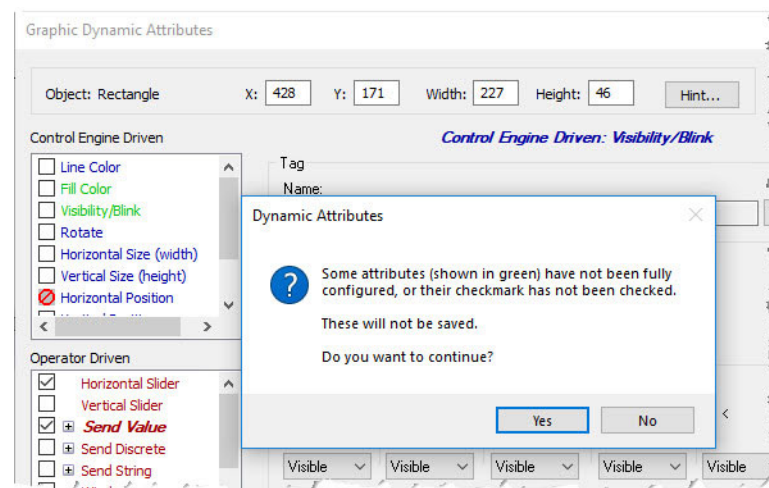 Graphic Dynamic Attributes
Object: Rectangle X: 428 Y: 171 Width: 227 Height: 46 Hint...
Control Engine Driven
Control Engine Driven: Visibility/Blink
Line Color
Fill Color
Visibility/Blink
Rotate
Horizontal Size (width)
Vertical Size (height)
Horizontal Position
Tag
Name:
Dynamic Attributes
Some attributes (shown in green) have not been fully
configured, or their checkmark has not been checked.
These will not be saved.
Do you want to continue?
Yes No
Operator Driven
Horizontal Slider
Vertical Slider
Send Value
Send Discrete
Send String
<
Visible Visible Visible Visible Visible